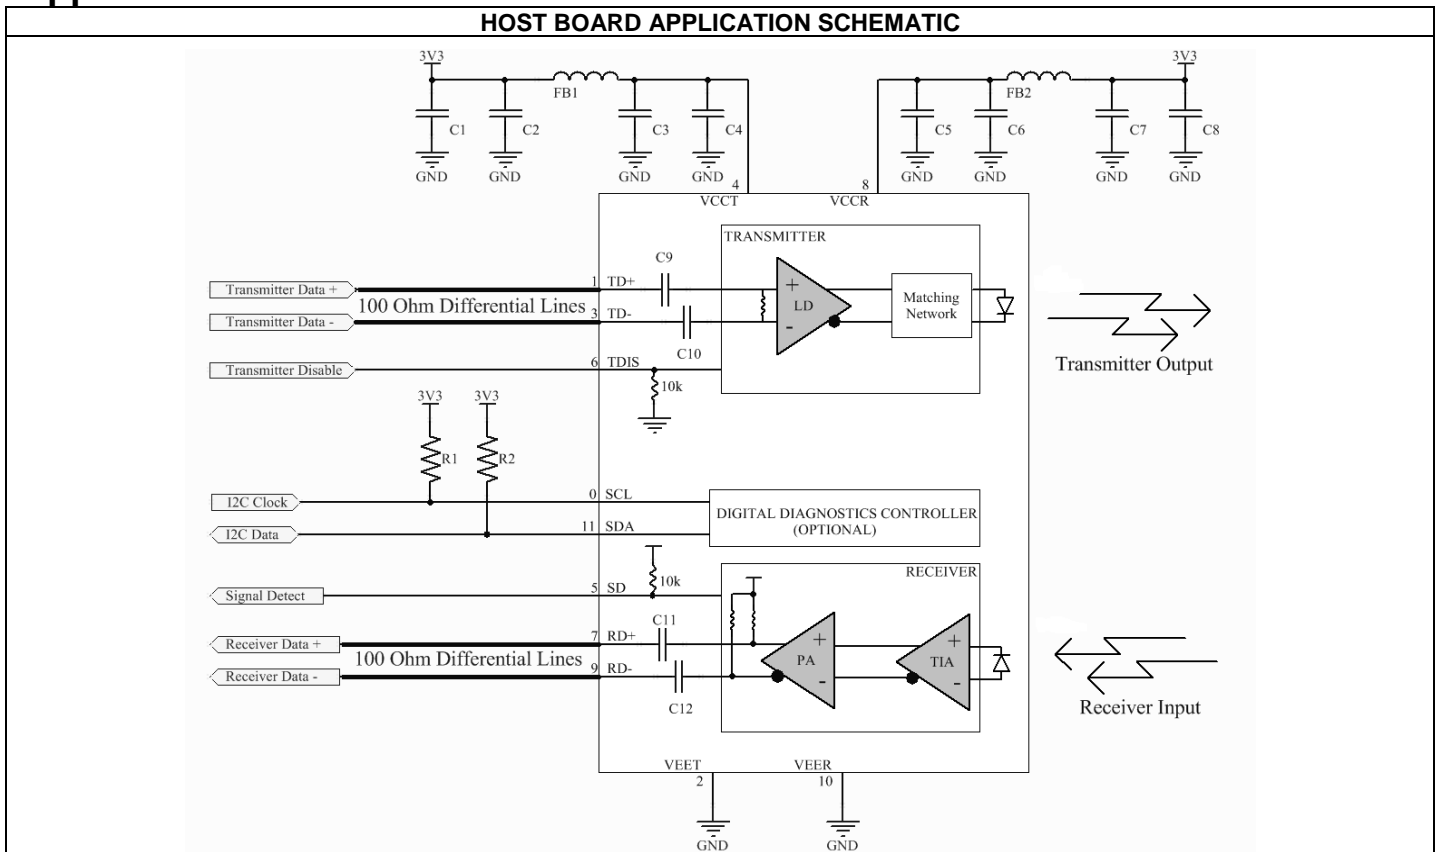 HOST BOARD APPLICATION SCHEMATIC
3V3
3V3
FB1
FB2
C1
C2
C3
C4
C5
C6
C7
C8
GND
GND
GND
GND
GND
GND
GND
GND
4
8
VCCT
VCCR
TRANSMITTER
C9
Transmitter Data +
1
TD+
100 Ohm Differential Lines
+
LD
-
Matching
Network
Transmitter Data -
3
TD-
C10
Transmitter Output
Transmitter Disable
6
TDIS
10k
3V3
3V3
R1
R2
I2C Clock
0
SCL
DIGITAL DIAGNOSTICS CONTROLLER
(OPTIONAL)
I2C Data
11
SDA
RECEIVER
10k
Signal Detect
5
SD
C11
Receiver Data +
7
RD+
+
+
100 Ohm Differential Lines
PA
TIA
-
-
Receiver Data -
9
RD-
C12
Receiver Input
VEET
VEER
2
10
GND
GND